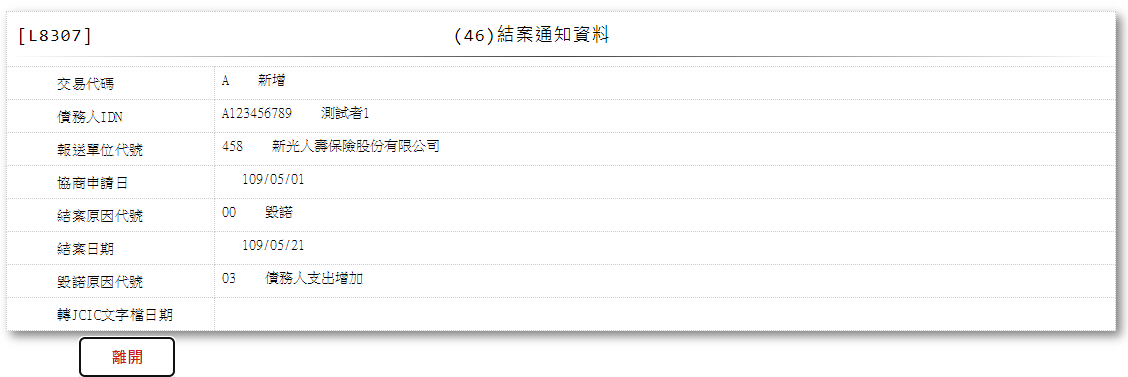 [L8307] (46)結案通知資料
交易代碼 A 新增
債務人IDN A123456789 測試者1
報送單位代號 458 新光人壽保險股份有限公司
協商申請日 109/05/01
結案原因代號 00 毀諾
結案日期 109/05/21
毀諾原因代號 03 債務人支出增加
轉JCIC文字檔日期
離開